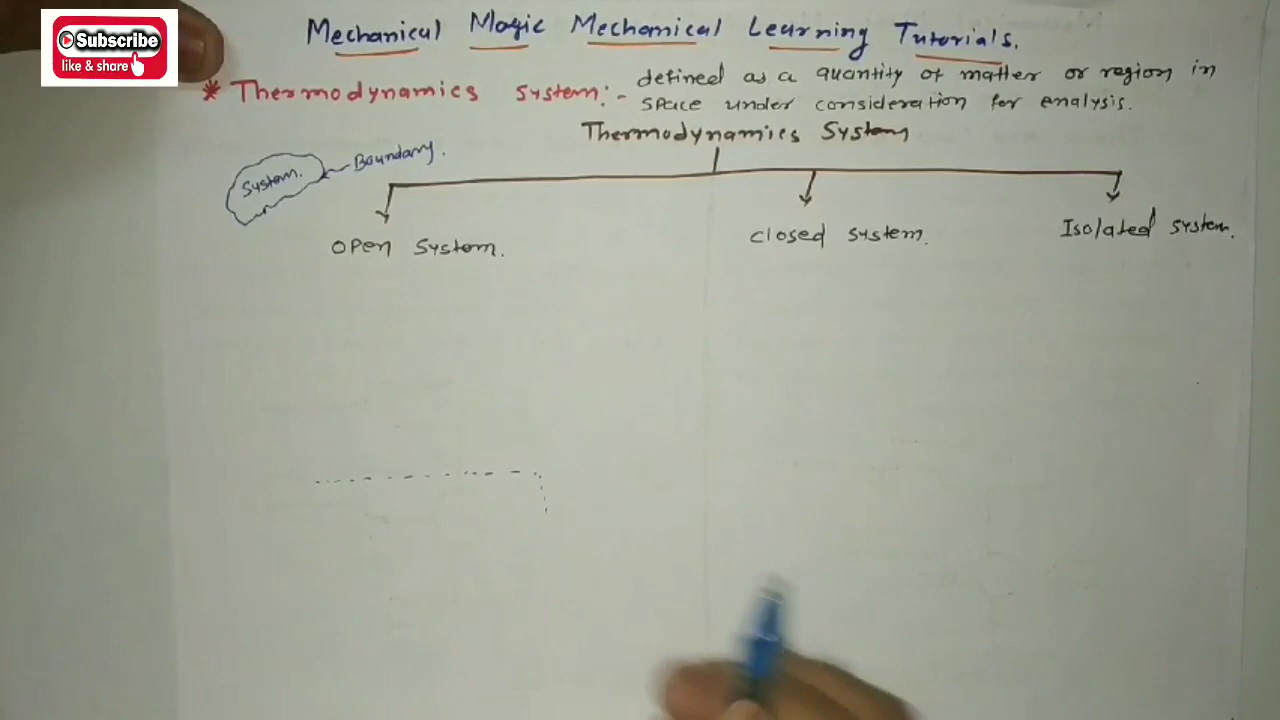 Subscribe
like & share
Mechanical Magic Mechanical Learning Tutorials.
* Thermodynamics system:- defined as a quantity of matter or region in
space under consideration for enalysis.
Thermodynamics System
System. Boundary.
Open System.
closed system.
Isolated system.